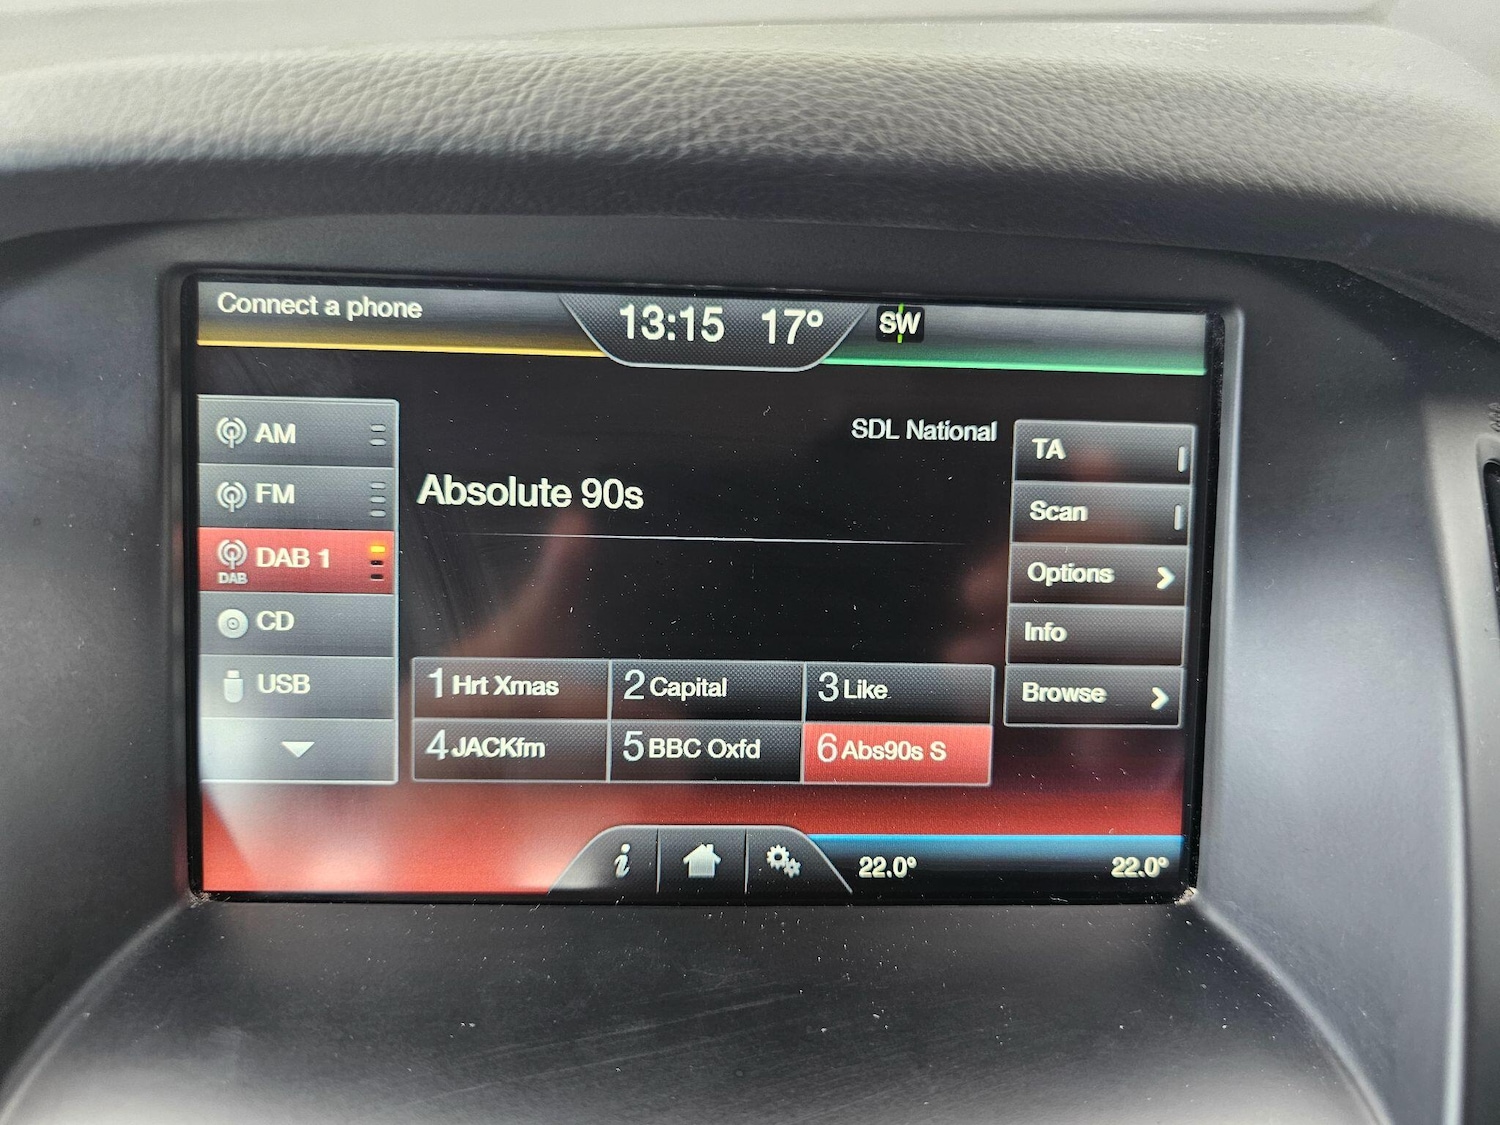 Connect a phone
13:15 17° SW
AM
FM
DAB 1
DAB
CD
USB
SDL National
Absolute 90s
1 Hrt Xmas
2 Capital
3 Like
4 JACKfm
5 BBC Oxfd
6 Abs90s S
TA
Scan
Options
Info
Browse
i
22.0°
22.0°